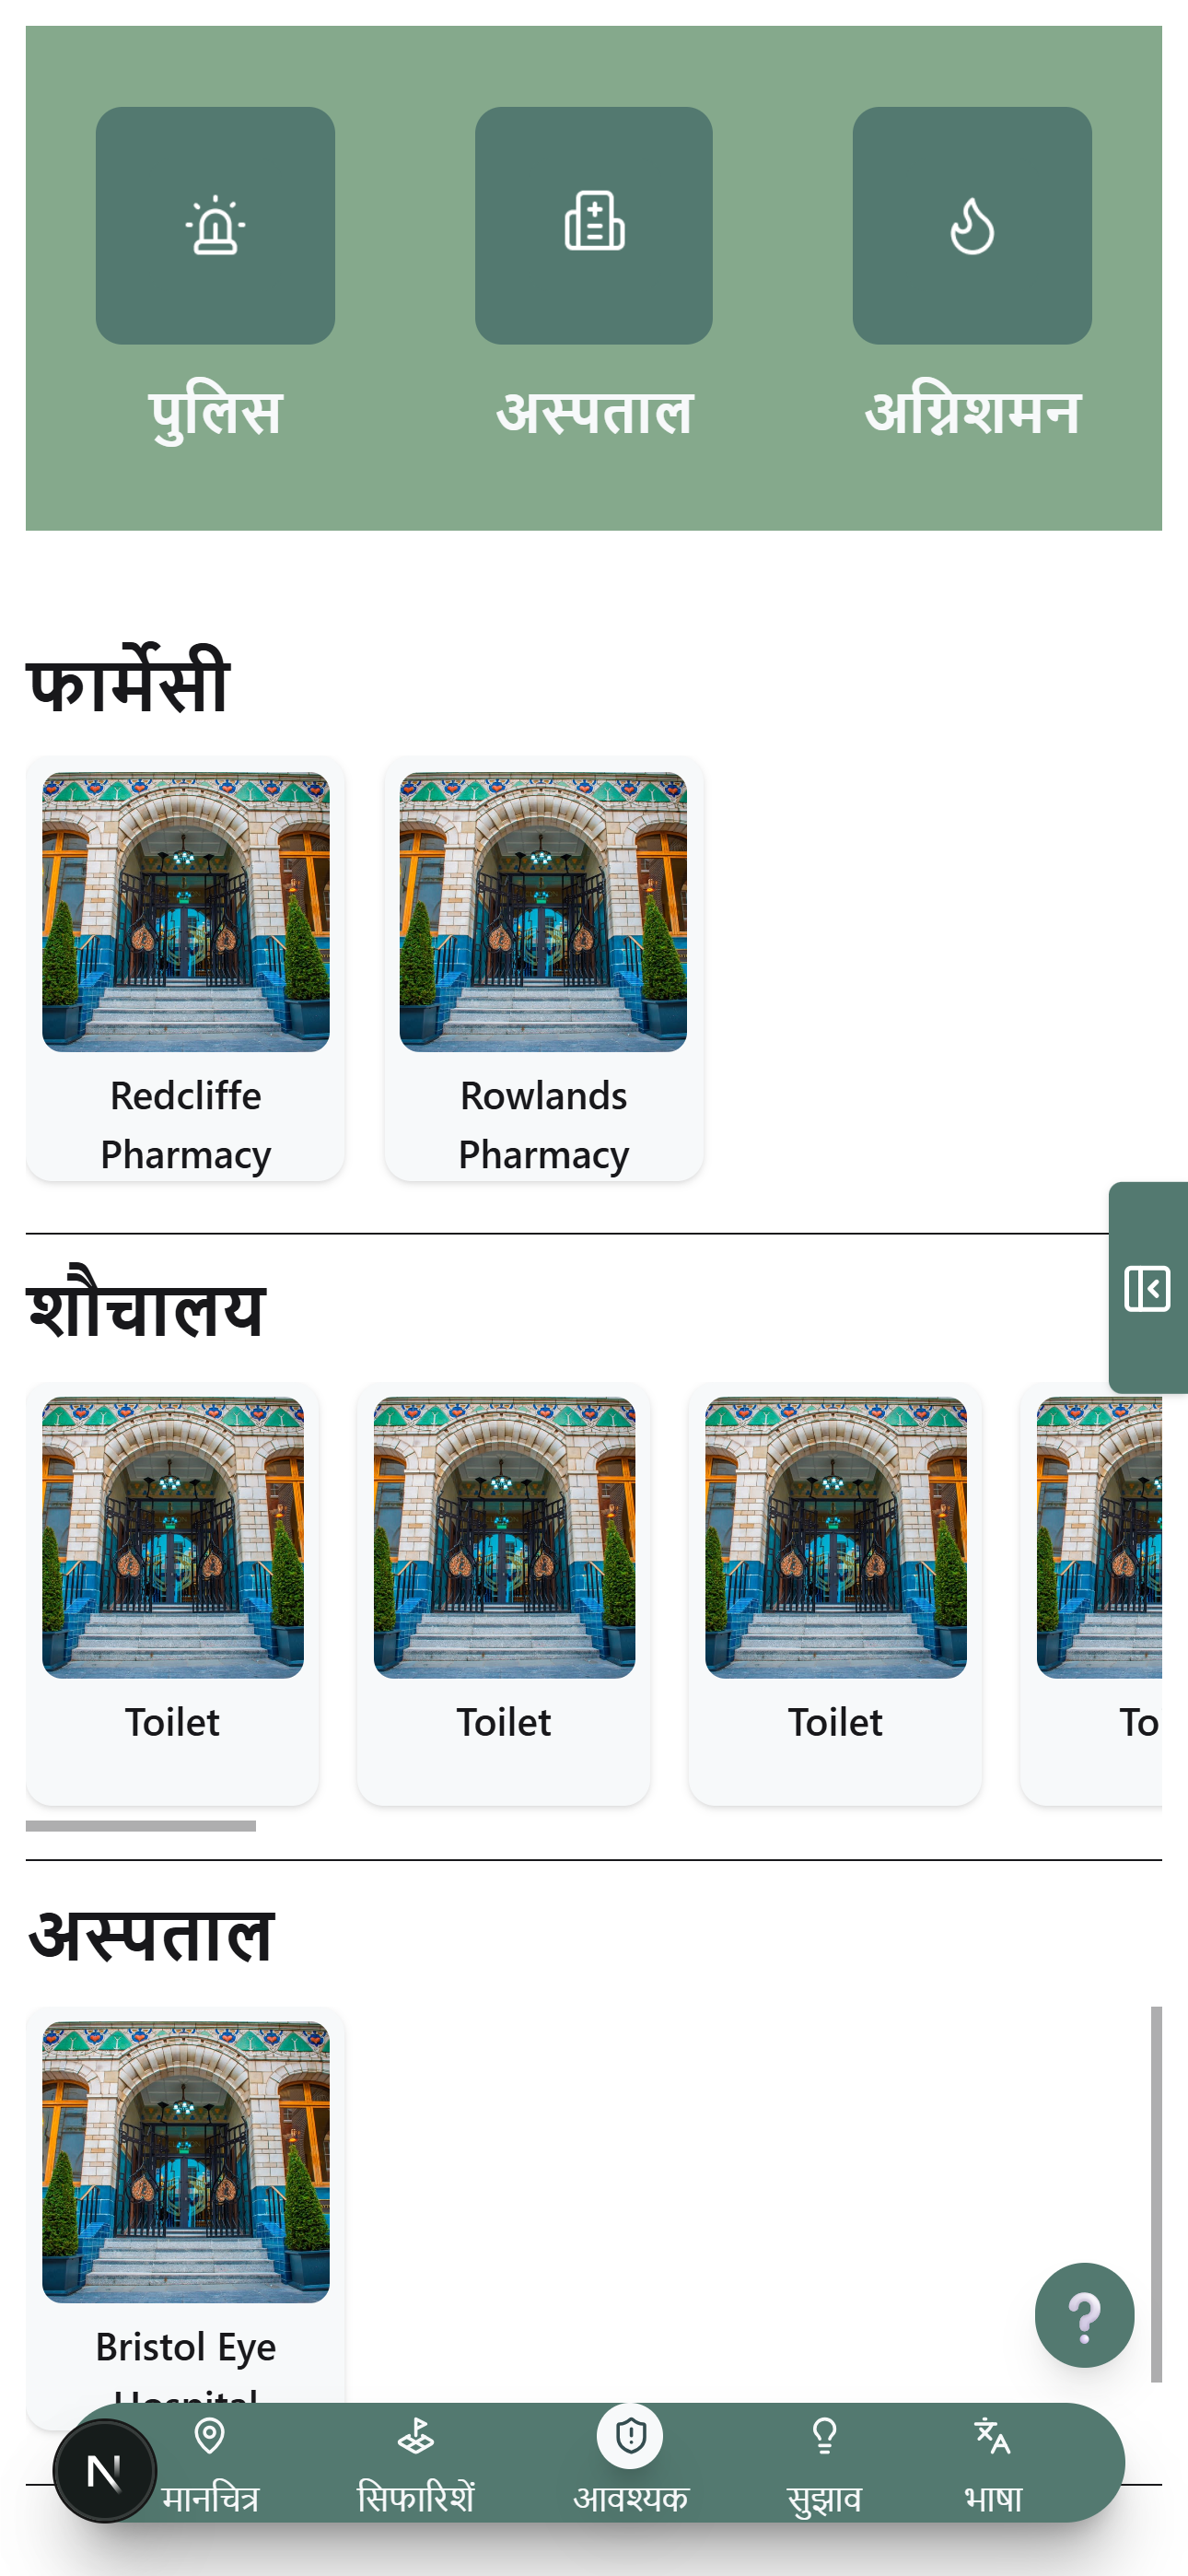 पुलिस अस्पताल अग्निशमन
फार्मेसी
Redcliffe
Pharmacy
Rowlands
Pharmacy
शौचालय
Toilet Toilet Toilet To
अस्पताल
Bristol Eye
Hospital
N
मानचित्र सिफारिशें आवश्यक सुझाव भाषा